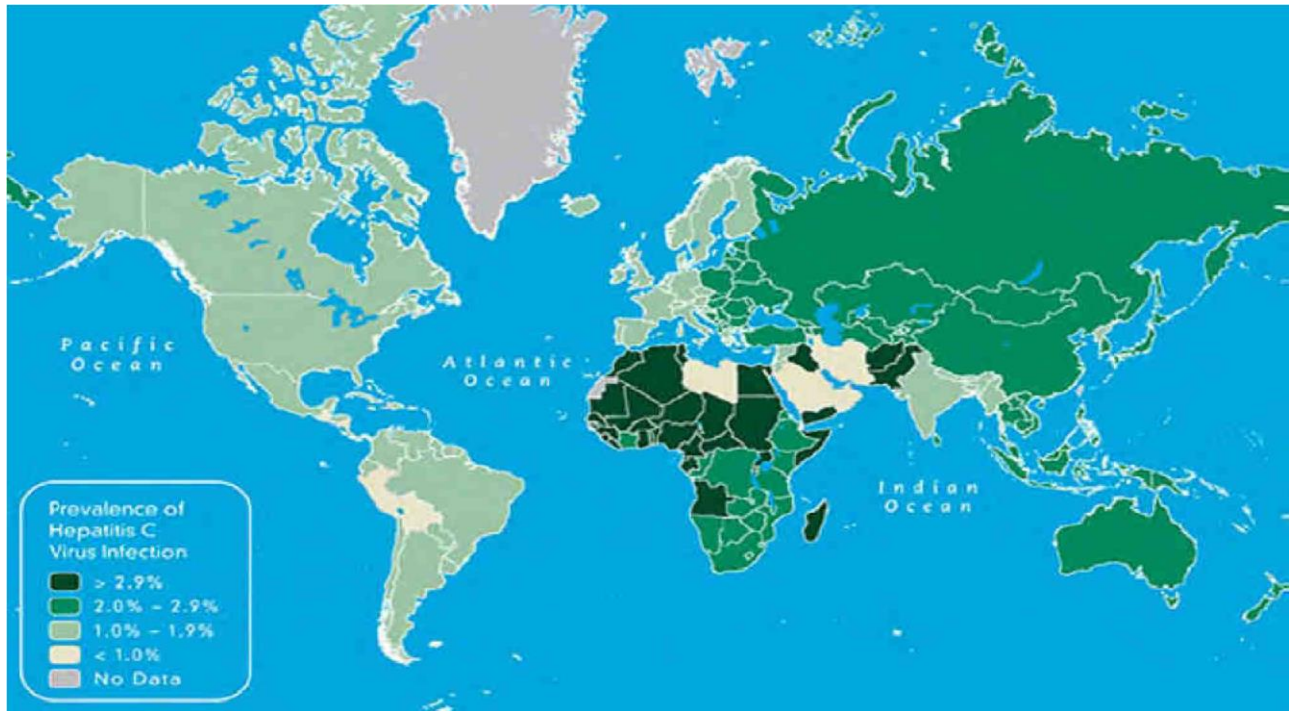 Pacific
Ocean
Atlantic
Ocean
Indian
Ocean
Prevalence of
Hepatitis C
Virus Infection
> 2.9%
2.0% – 2.9%
1.0% – 1.9%
< 1.0%
No Data